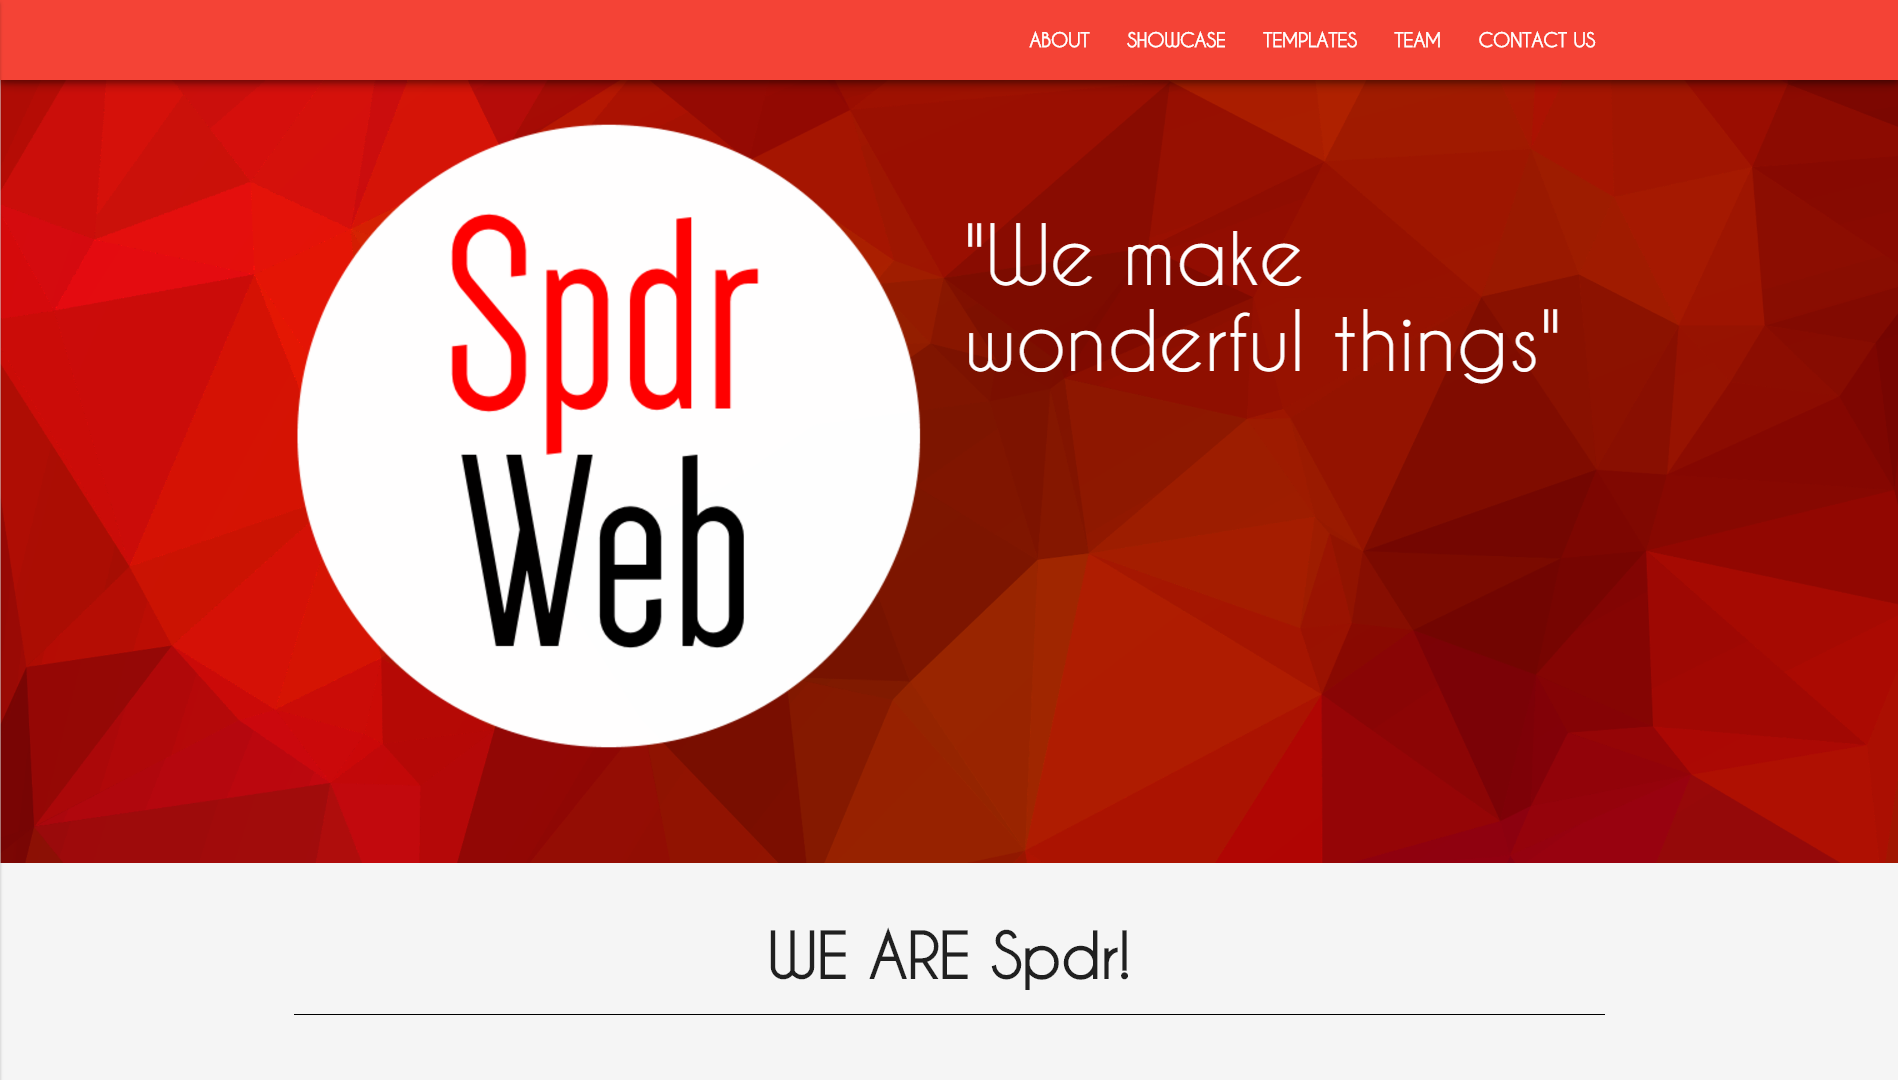 ABOUT SHOWCASE TEMPLATES TEAM CONTACT US
Spdr
Web
"We make
wonderful things"
WE ARE Spdr!